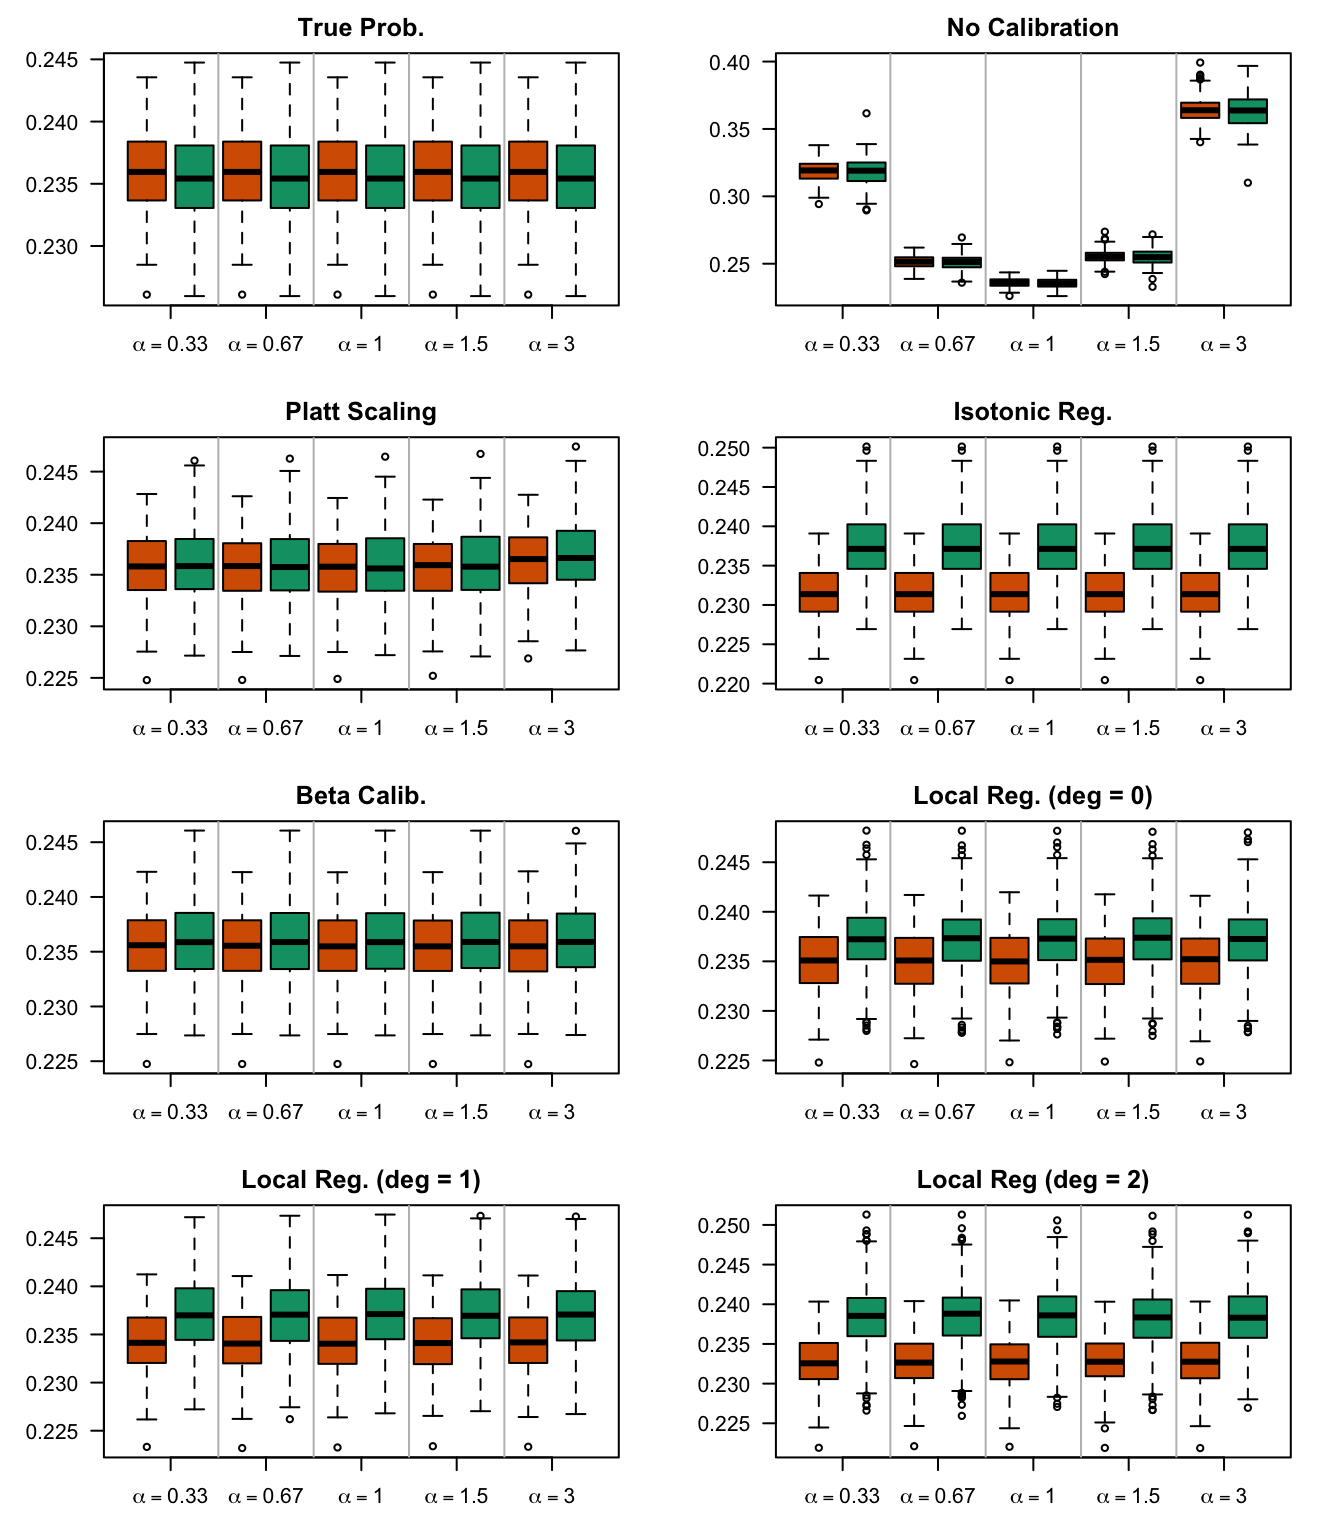 True Prob.
0.245
0.240
0.235
0.230
α = 0.33 α = 0.67 α = 1 α = 1.5 α = 3
No Calibration
0.40
0.35
0.30
0.25
α = 0.33 α = 0.67 α = 1 α = 1.5 α = 3
Platt Scaling
0.245
0.240
0.235
0.230
0.225
α = 0.33 α = 0.67 α = 1 α = 1.5 α = 3
Isotonic Reg.
0.250
0.245
0.240
0.235
0.230
0.225
0.220
α = 0.33 α = 0.67 α = 1 α = 1.5 α = 3
Beta Calib.
0.245
0.240
0.235
0.230
0.225
α = 0.33 α = 0.67 α = 1 α = 1.5 α = 3
Local Reg. (deg = 0)
0.245
0.240
0.235
0.230
0.225
α = 0.33 α = 0.67 α = 1 α = 1.5 α = 3
Local Reg. (deg = 1)
0.245
0.240
0.235
0.230
0.225
α = 0.33 α = 0.67 α = 1 α = 1.5 α = 3
Local Reg (deg = 2)
0.250
0.245
0.240
0.235
0.230
0.225
α = 0.33 α = 0.67 α = 1 α = 1.5 α = 3